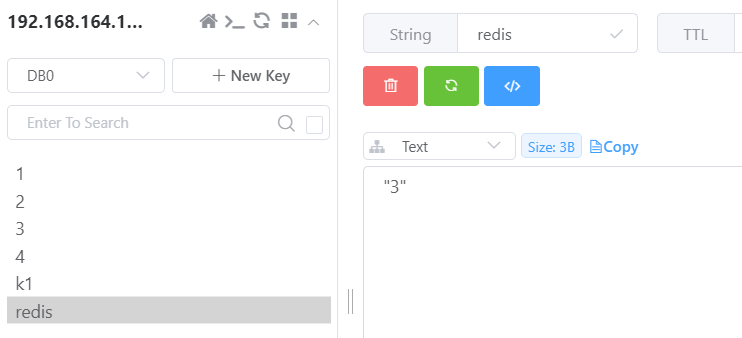 192.168.164.1...
DB0
New Key
Enter To Search
1
2
3
4
k1
redis
String
redis
TTL
Text
Size: 3B
Copy
"3"